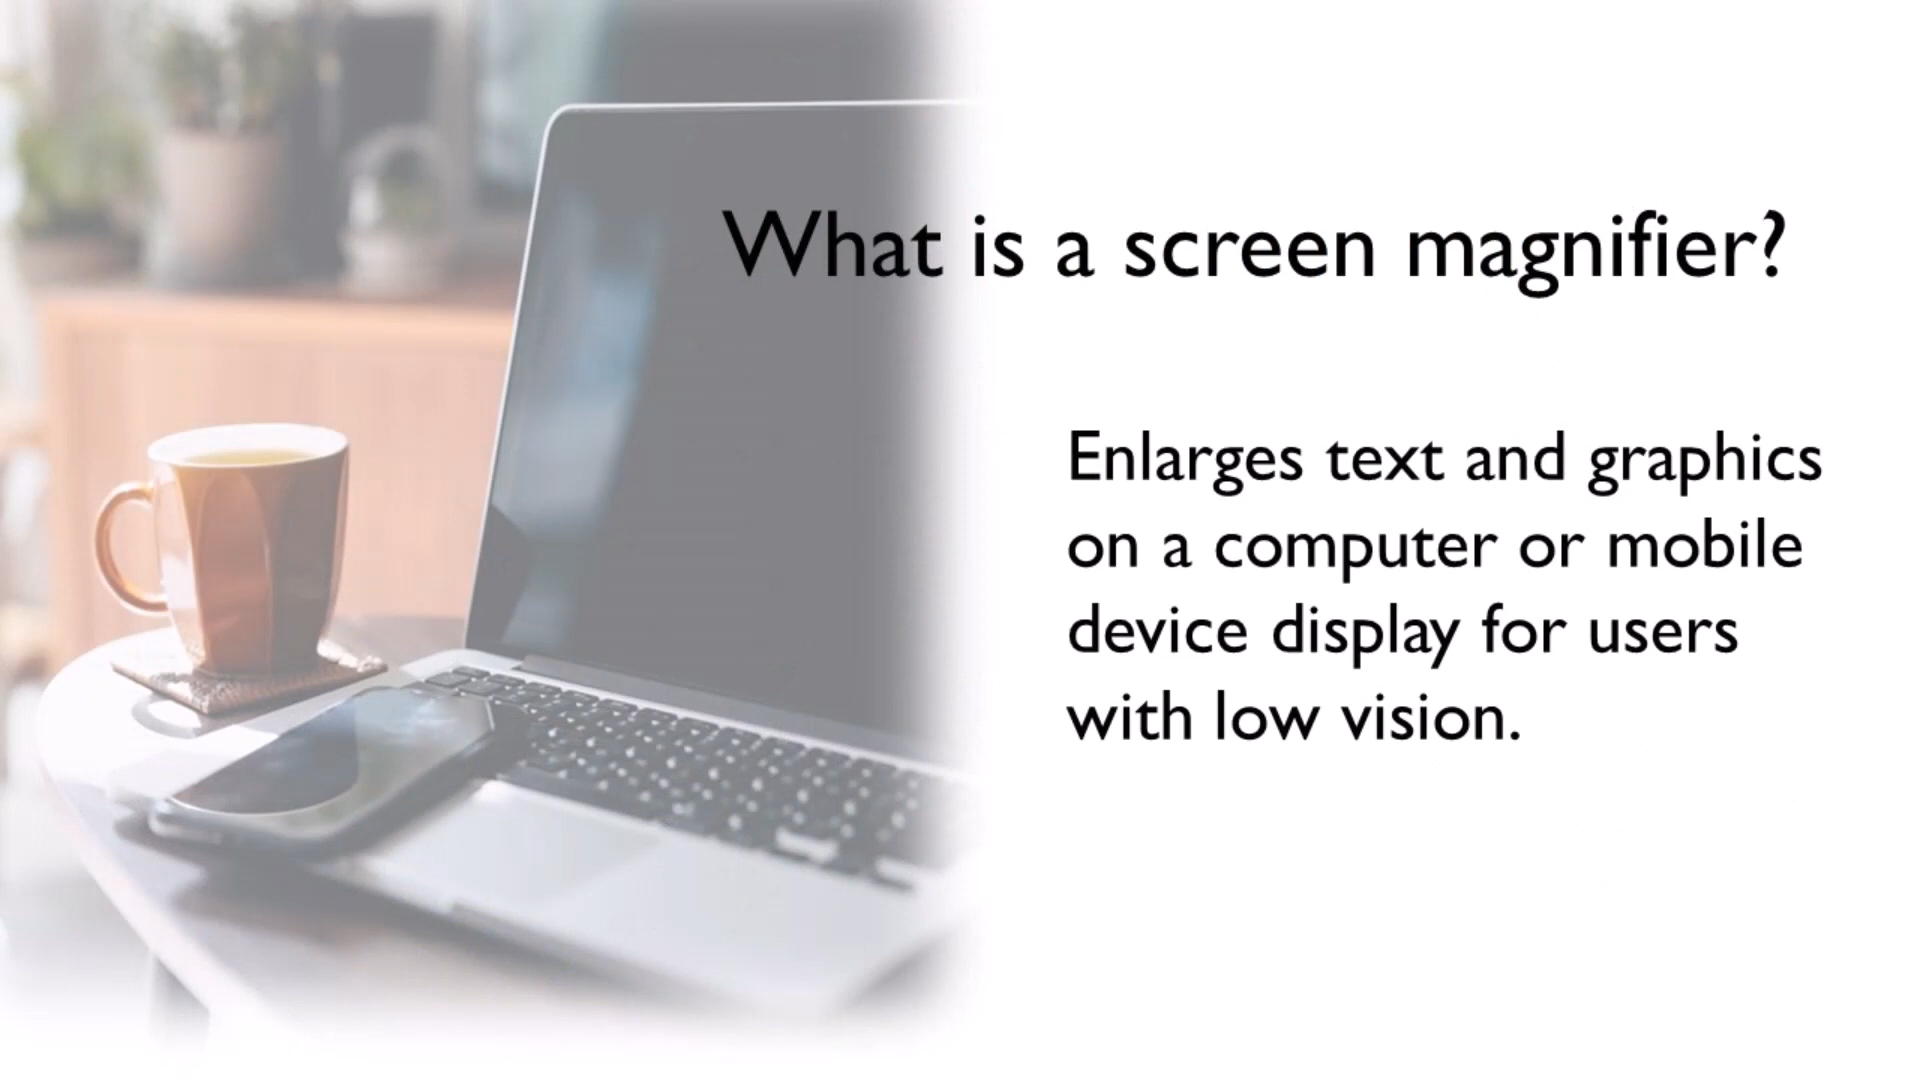 What is a screen magnifier?
Enlarges text and graphics
on a computer or mobile
device display for users
with low vision.